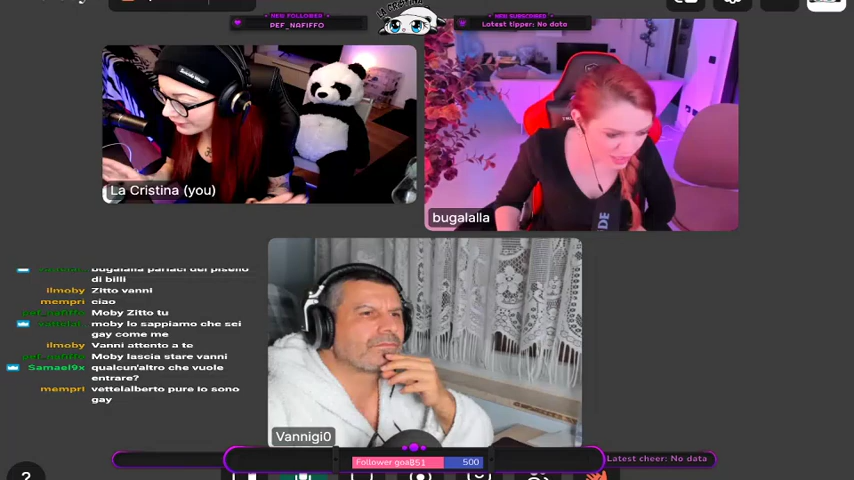 NEW FOLLOWER
PEF_NAFIFFO
LA CRISTINA
NEW SUBSCRIBER
Latest tipper: No data
La Cristina (you)
bugalalla
bugalalla parlaci del pisello
di billi
ilmoby Zitto vanni
mempri ciao
Moby Zitto tu
moby lo sappiamo che sei
gay come me
ilmoby Vanni attento a te
Moby lascia stare vanni
Samael9x qualcun'altro che vuole
entrare?
mempri vettelalberto pure lo sono
gay
Vannigi0
Follower goal
851
500
Latest cheer: No data
?